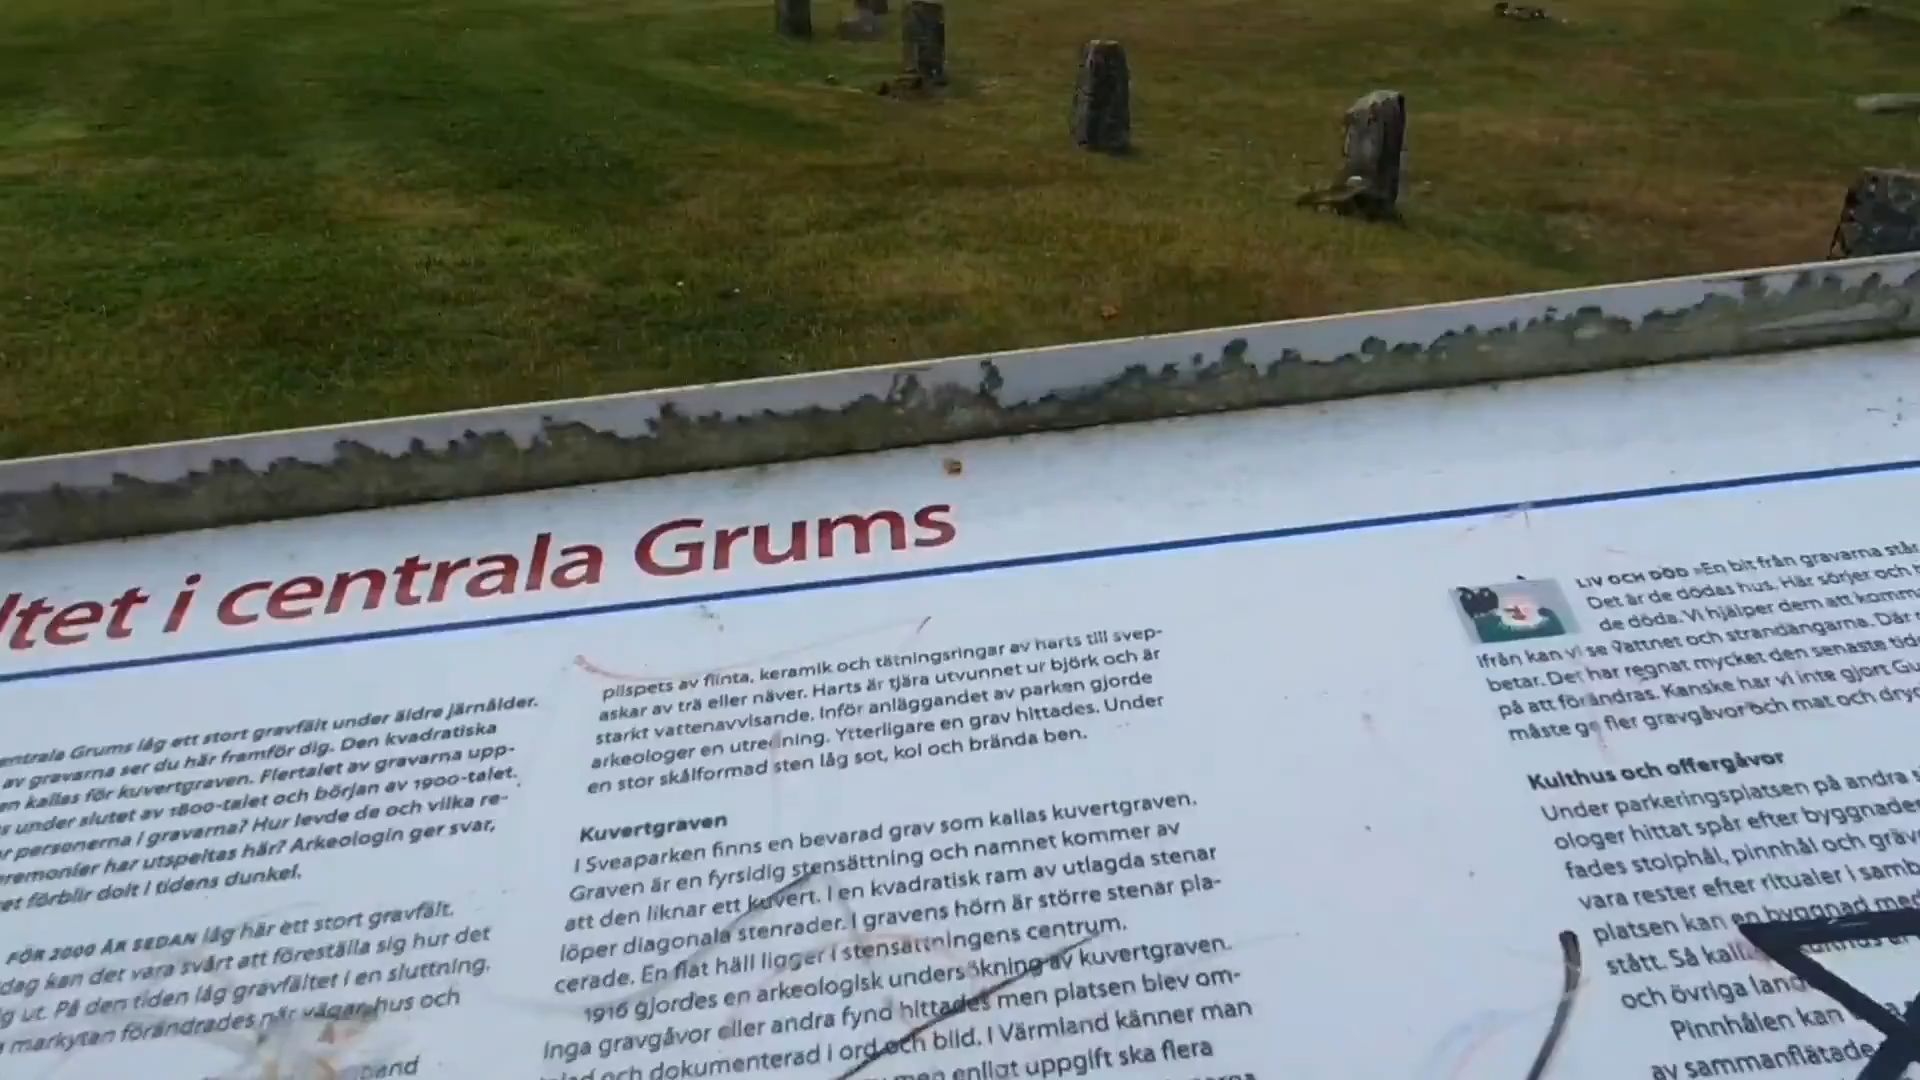 ltet i centrala Grums
entrala Grums låg ett stort gravfält under äldre järnålder.
av gravarna ser du här framför dig. Den kvadratiska
en kallas för kuvertgraven. Flertalet av gravarna upp-
s under slutet av 1800-talet och början av 1900-talet.
ar personerna i gravarna? Hur levde de och vilka re-
eremonier har utspelats här? Arkeologin ger svar,
et förblir dolt i tidens dunkel.
FÖR 2000 ÅR SEDAN låg här ett stort gravfält.
dag kan det vara svårt att föreställa sig hur det
g ut. På den tiden låg gravfältet i en sluttning.
markytan förändrades när vägar, hus och
pilspets av flinta, keramik och tätningsringar av harts till svep-
askar av trä eller näver. Harts är tjära utvunnet ur björk och är
starkt vattenavvisande. Inför anläggandet av parken gjorde
arkeologer en utredning. Ytterligare en grav hittades. Under
en stor skålformad sten låg sot, kol och brända ben.
Kuvertgraven
I Sveaparken finns en bevarad grav som kallas kuvertgraven.
Graven är en fyrsidig stensättning och namnet kommer av
att den liknar ett kuvert. I en kvadratisk ram av utlagda stenar
löper diagonala stenrader. I gravens hörn är större stenar pla-
cerade. En flat häll ligger i stensättningens centrum.
1916 gjordes en arkeologisk undersökning av kuvertgraven.
Inga gravgåvor eller andra fynd hittades men platsen blev om-
och dokumenterad i ord och bild. I Värmland känner man
men enligt uppgift ska flera
LIV OCH DÖD »En bit från gravarna står
Det är de dödas hus. Här sörjer och
de döda. Vi hjälper dem att komma
ifrån kan vi se vattnet och strandängarna. Där
betar. Det har regnat mycket den senaste tid
på att förändras. Kanske har vi inte gjort Gu
måste ge fler gravgåvor och mat och dryc
Kulthus och offergåvor
Under parkeringsplatsen på andra s
ologer hittat spår efter byggnader
fades stolphål, pinnhål och gräv
vara rester efter ritualer i samb
platsen kan en byggnad med
stått. Så kall
och övriga land
Pinnhålen kan
av sammanflätade